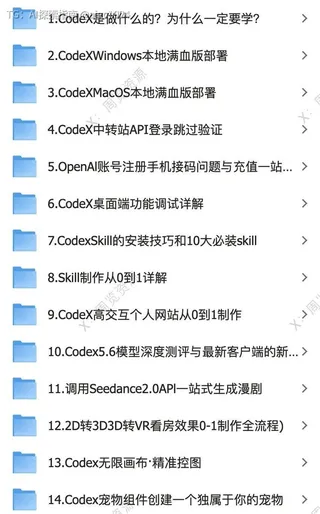 1.CodeX是做什么的？为什么一定要学?
2.CodeXWindows本地满血版部署
3.CodeXMacOS本地满血版部署
4.CodeX中转站API登录跳过验证
5.OpenAI账号注册手机接码问题与充值一站...
6.CodeX桌面端功能调试详解
7.CodexSkill的安装技巧和10大必装skill
8.Skill制作从0到1详解
9.CodeX高交互个人网站从0到1制作
10.Codex5.6模型深度测评与最新客户端的新...
11.调用Seedance2.0API一站式生成漫剧
12.2D转3D3D转VR看房效果0-1制作全流程)
13.Codex无限画布·精准控图
14.Codex宠物组件创建一个独属于你的宠物